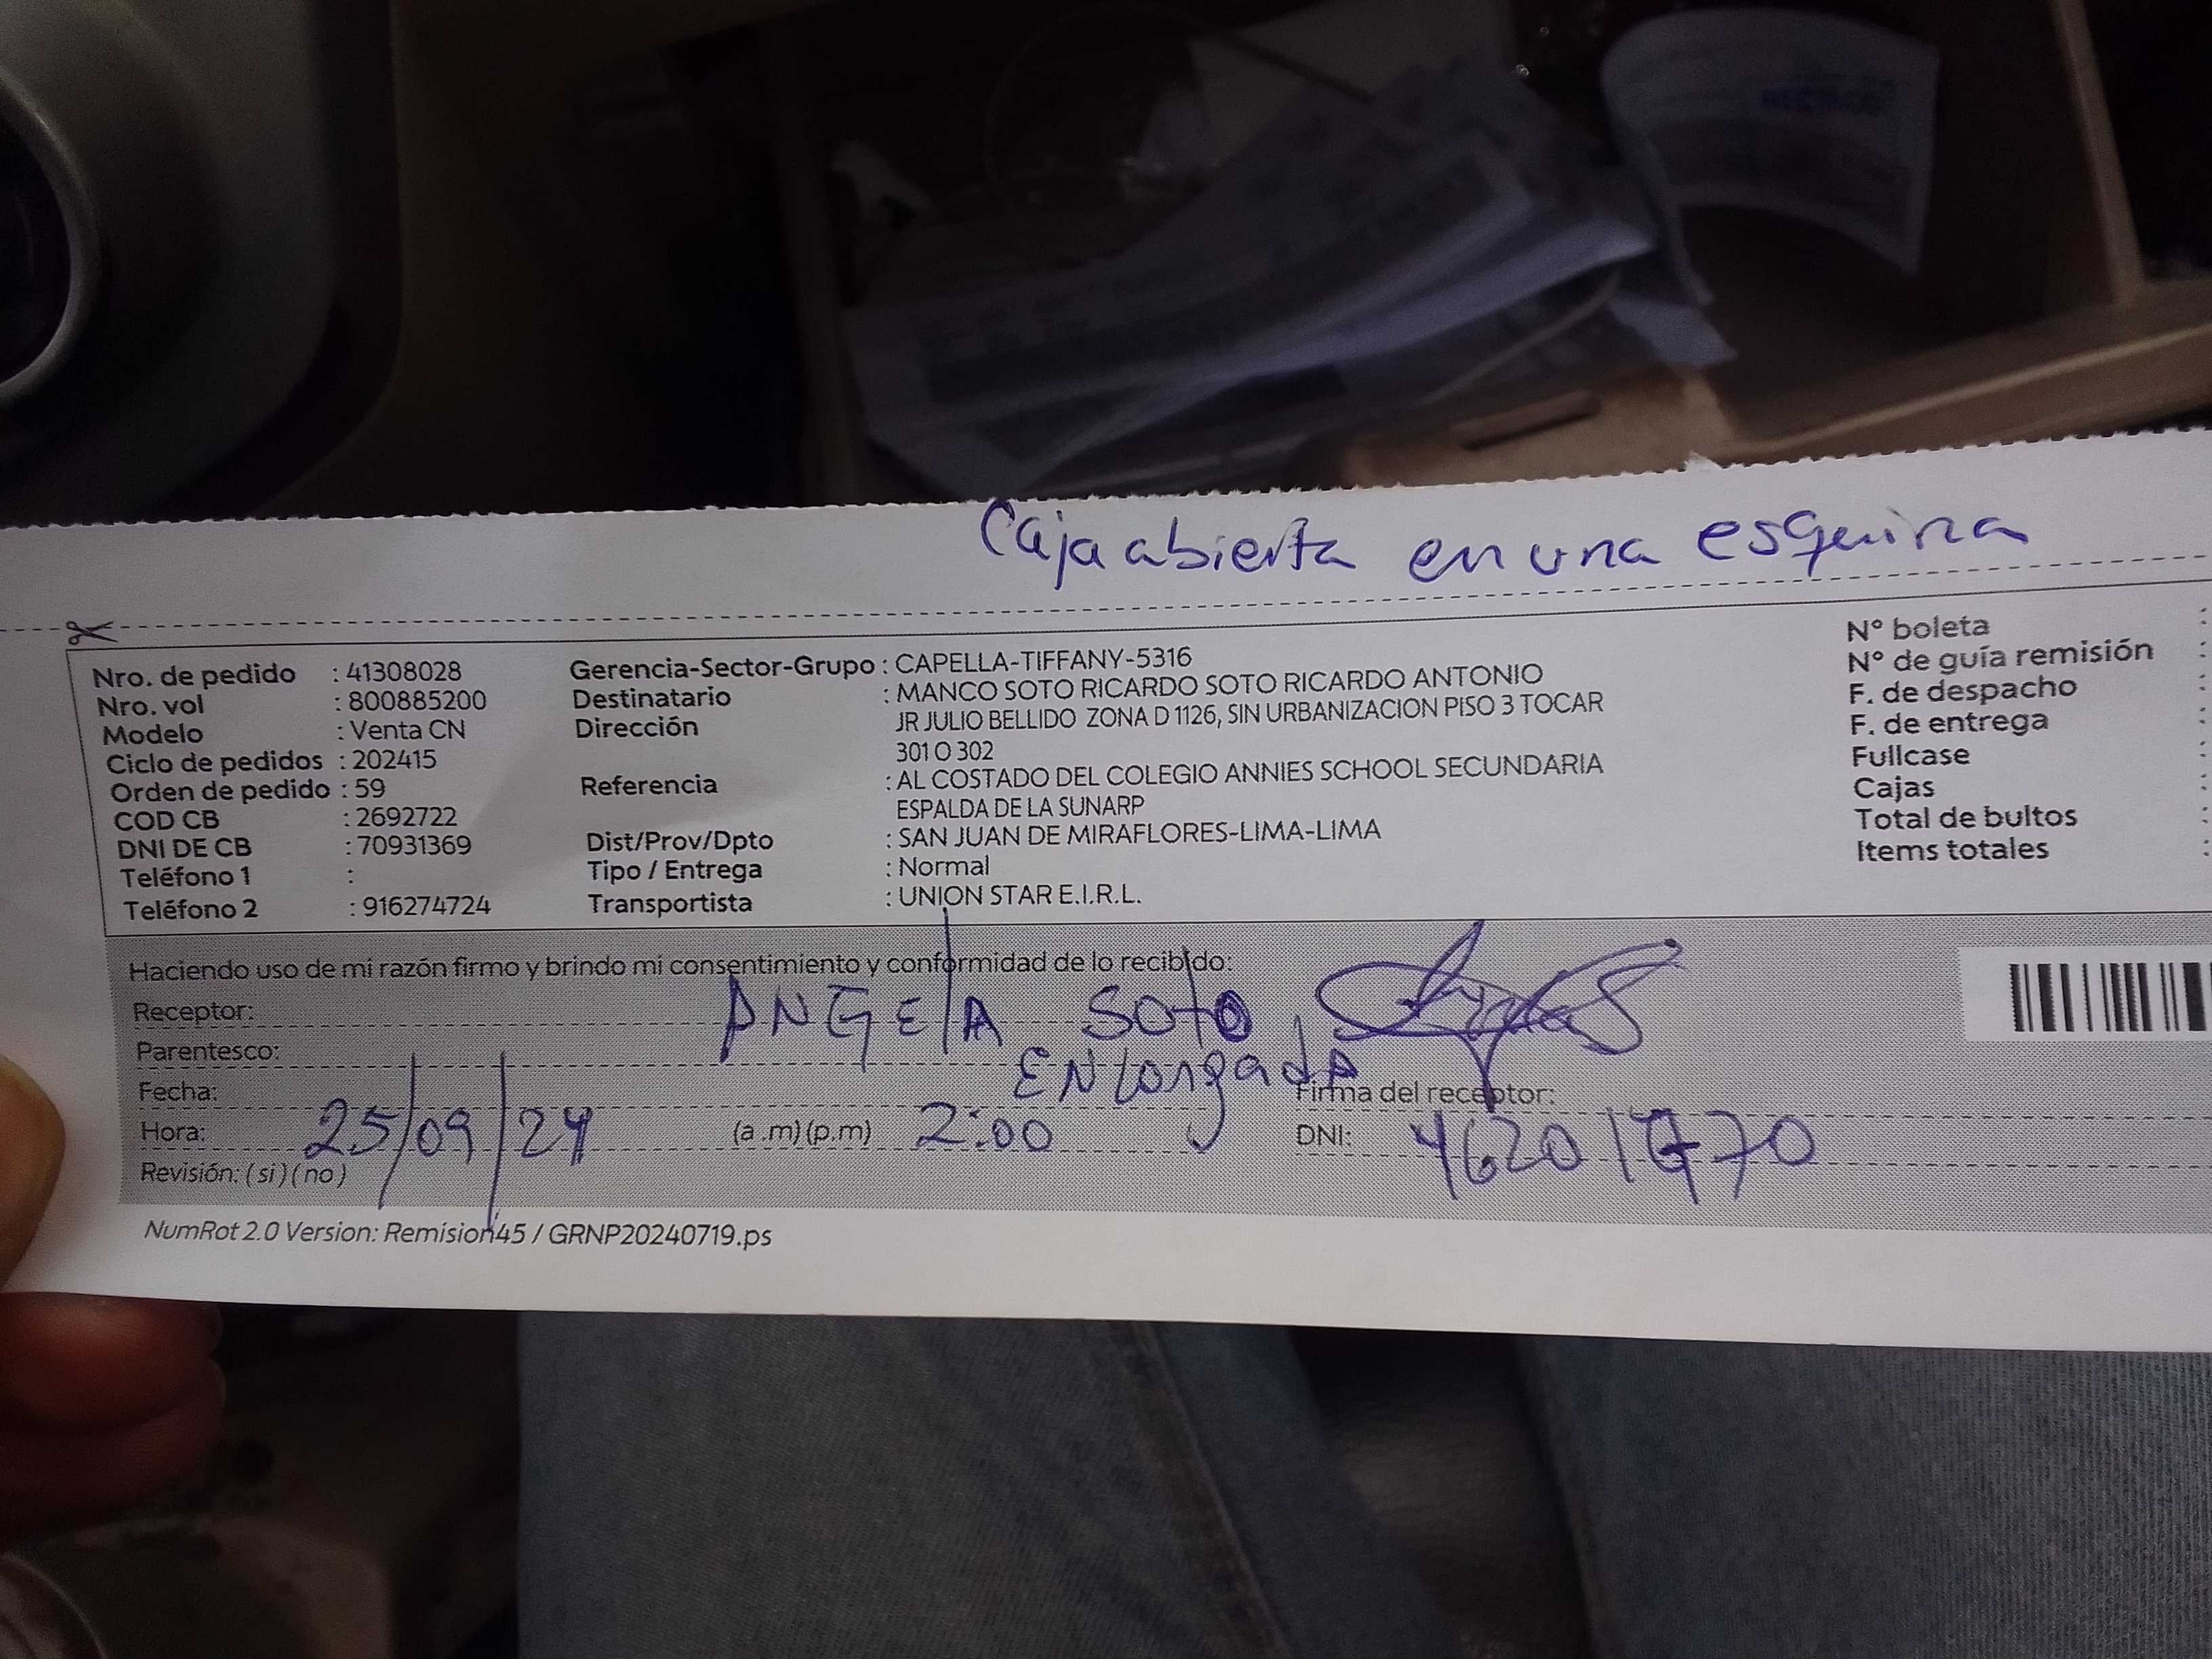 Caja abierta en una esquina
Nro. de pedido : 41308028
Nro. vol : 800885200
Modelo : Venta CN
Ciclo de pedidos : 202415
Orden de pedido : 59
COD CB : 2692722
DNI DE CB : 70931369
Teléfono 1 :
Teléfono 2 : 916274724
Gerencia-Sector-Grupo : CAPELLA-TIFFANY-5316
Destinatario : MANCO SOTO RICARDO SOTO RICARDO ANTONIO
Dirección JR JULIO BELLIDO ZONA D 1126, SIN URBANIZACION PISO 3 TOCAR
301 O 302
Referencia : AL COSTADO DEL COLEGIO ANNIES SCHOOL SECUNDARIA
ESPALDA DE LA SUNARP
Dist/Prov/Dpto : SAN JUAN DE MIRAFLORES-LIMA-LIMA
Tipo / Entrega : Normal
Transportista : UNION STAR E.I.R.L.
N° boleta :
N° de guía remisión :
F. de despacho :
F. de entrega
Fullcase :
Cajas :
Total de bultos :
Items totales :
Haciendo uso de mi razón firmo y brindo mi consentimiento y conformidad de lo recibido:
Receptor: ANGElA Soto
Parentesco: ENlongada
Fecha:
Firma del receptor:
Hora: 25/09/24 (a .m) (p.m) 2:00 DNI:
Revisión: ( si ) ( no )
NumRot 2.0 Version: Remision45 / GRNP20240719.ps